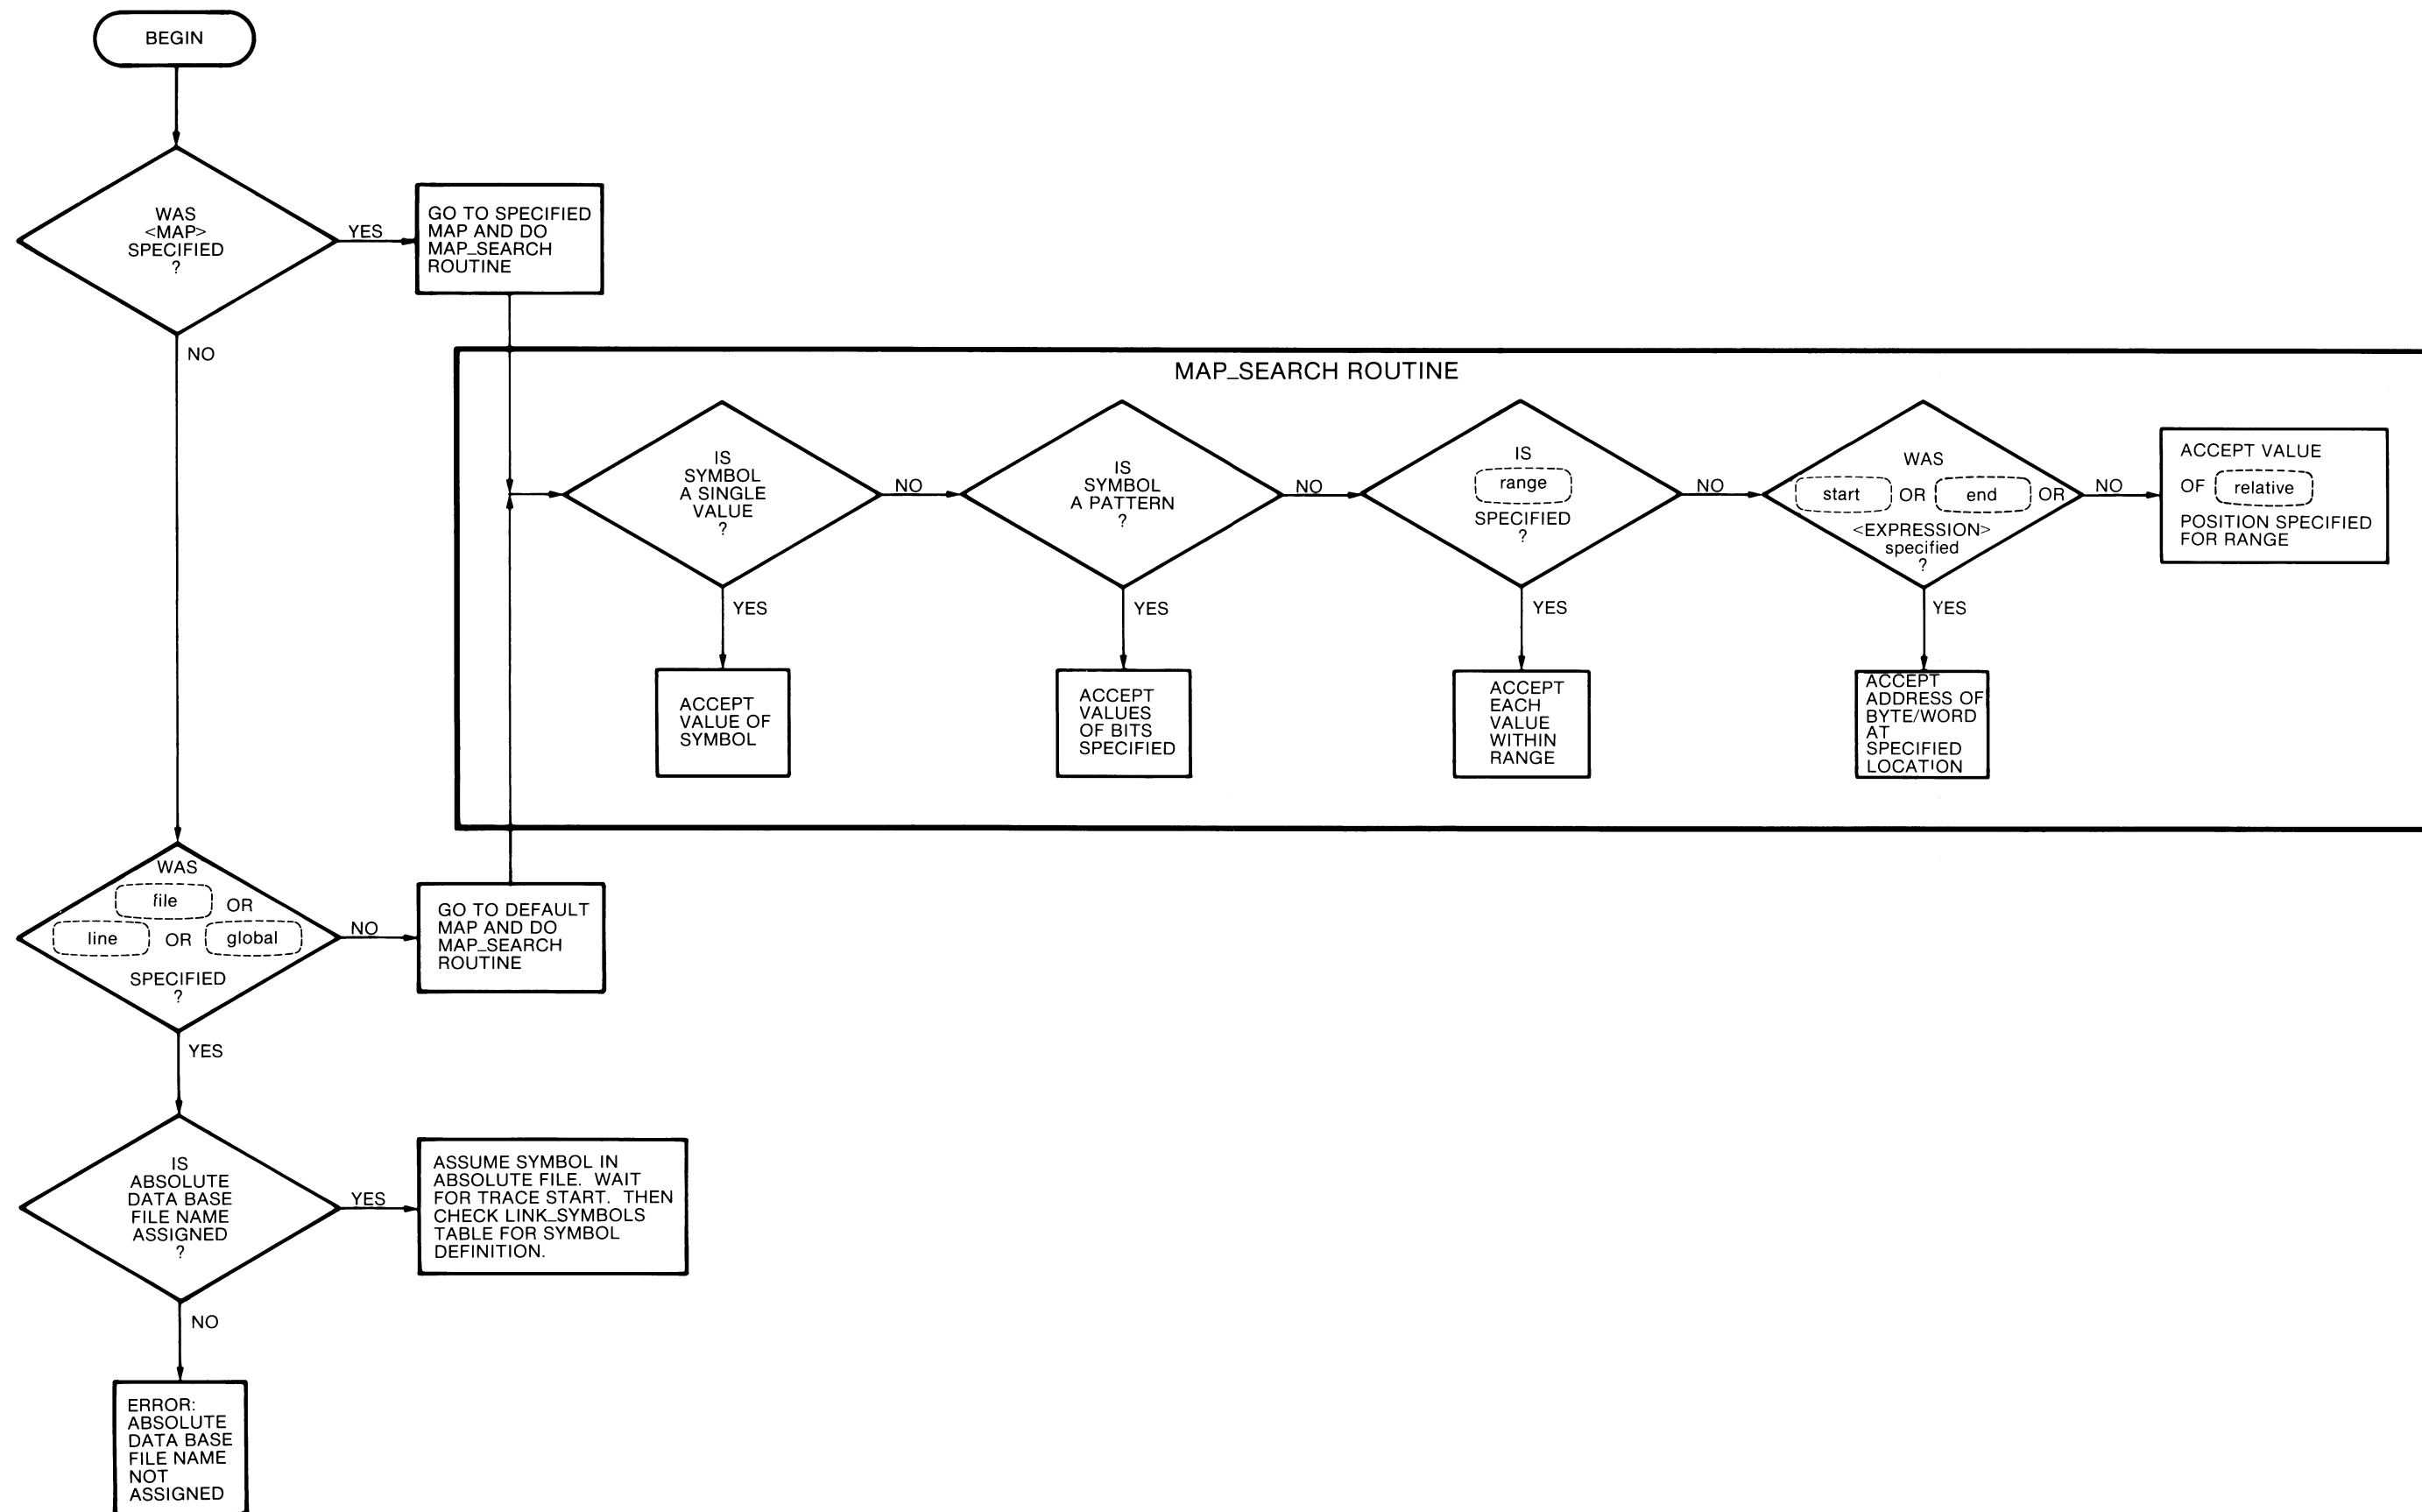 BEGIN
WAS
<MAP>
SPECIFIED
?
YES
GO TO SPECIFIED
MAP AND DO
MAP_SEARCH
ROUTINE
NO
MAP_SEARCH ROUTINE
IS
SYMBOL
A SINGLE
VALUE
?
NO
YES
ACCEPT
VALUE OF
SYMBOL
IS
SYMBOL
A PATTERN
?
NO
YES
ACCEPT
VALUES
OF BITS
SPECIFIED
IS
range
SPECIFIED
?
NO
YES
ACCEPT
EACH
VALUE
WITHIN
RANGE
WAS
start OR end OR
<EXPRESSION>
specified
?
NO
YES
ACCEPT
ADDRESS OF
BYTE/WORD
AT
SPECIFIED
LOCATION
ACCEPT VALUE
OF relative
POSITION SPECIFIED
FOR RANGE
WAS
file OR
line OR global
SPECIFIED
?
NO
GO TO DEFAULT
MAP AND DO
MAP_SEARCH
ROUTINE
YES
IS
ABSOLUTE
DATA BASE
FILE NAME
ASSIGNED
?
YES
ASSUME SYMBOL IN
ABSOLUTE FILE. WAIT
FOR TRACE START. THEN
CHECK LINK_SYMBOLS
TABLE FOR SYMBOL
DEFINITION.
NO
ERROR:
ABSOLUTE
DATA BASE
FILE NAME
NOT
ASSIGNED